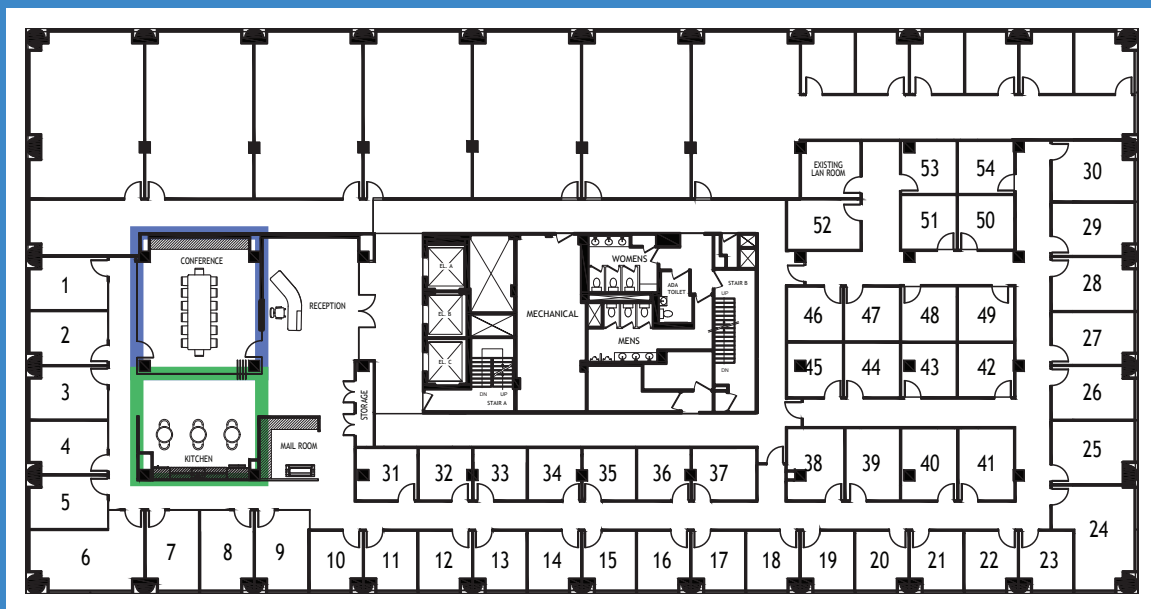 EXISTING
LAN ROOM
53
54
30
52
51
50
29
CONFERENCE
RECEPTION
EL. A
EL. B
EL. C
MECHANICAL
WOMENS
ADA
TOILET
MENS
STAIR B
UP
DN
DN
UP
STAIR A
1
2
3
4
5
6
46
47
48
49
28
27
45
44
43
42
26
25
STORAGE
KITCHEN
MAIL ROOM
31
32
33
34
35
36
37
38
39
40
41
24
7
8
9
10
11
12
13
14
15
16
17
18
19
20
21
22
23